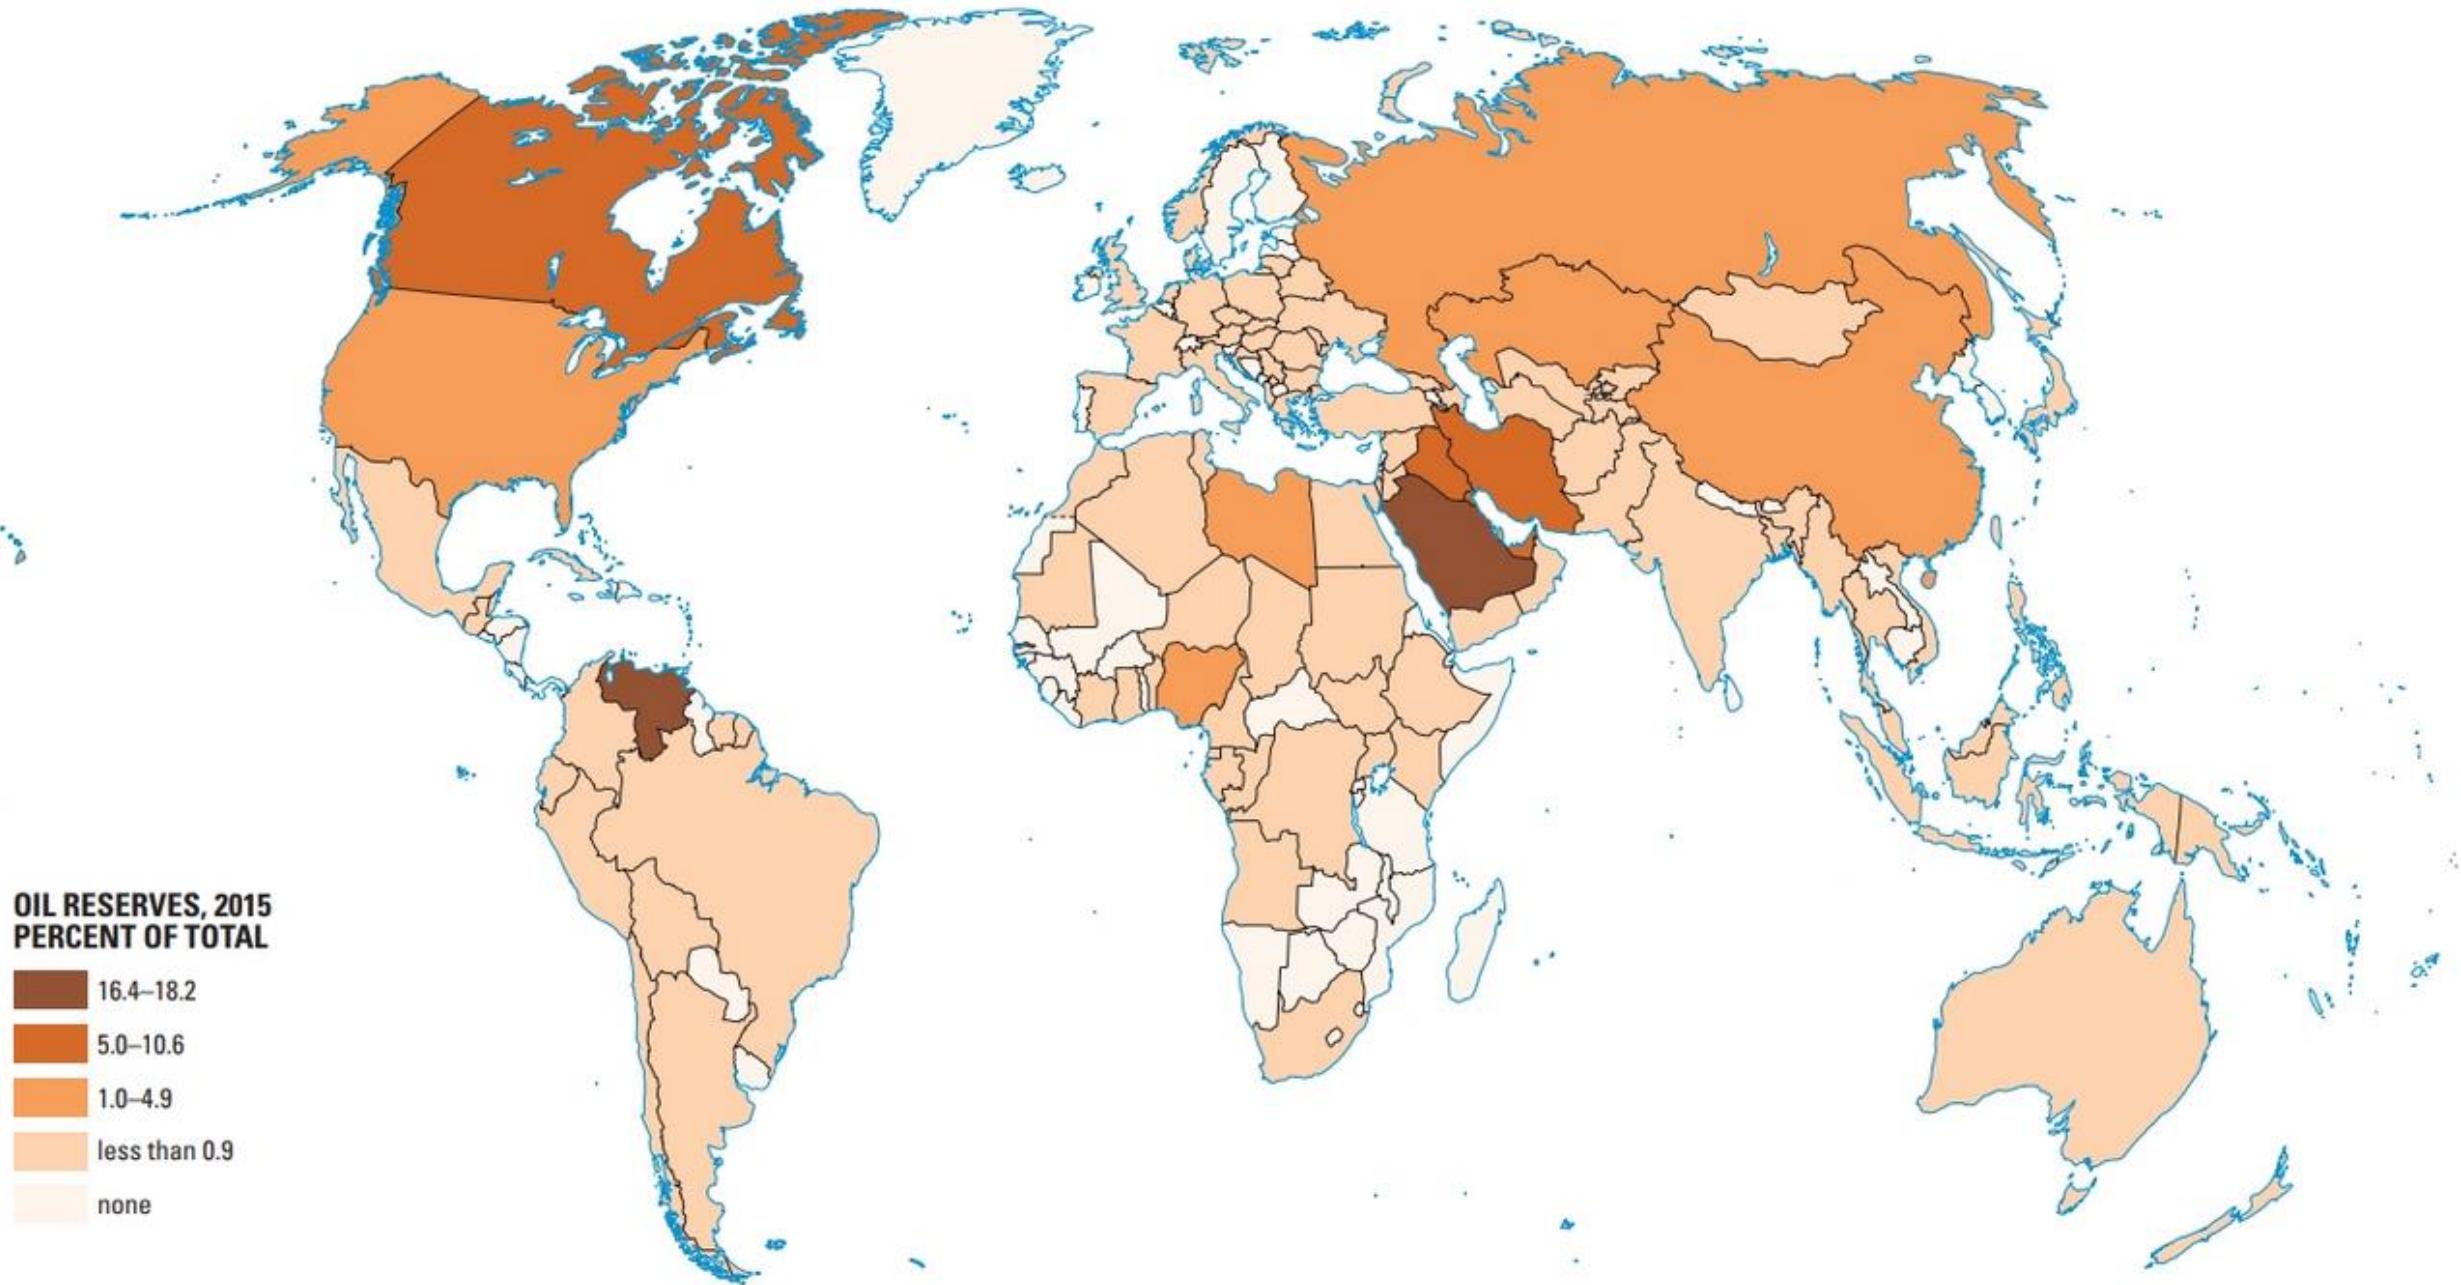 OIL RESERVES, 2015
PERCENT OF TOTAL
16.4–18.2
5.0–10.6
1.0–4.9
less than 0.9
none